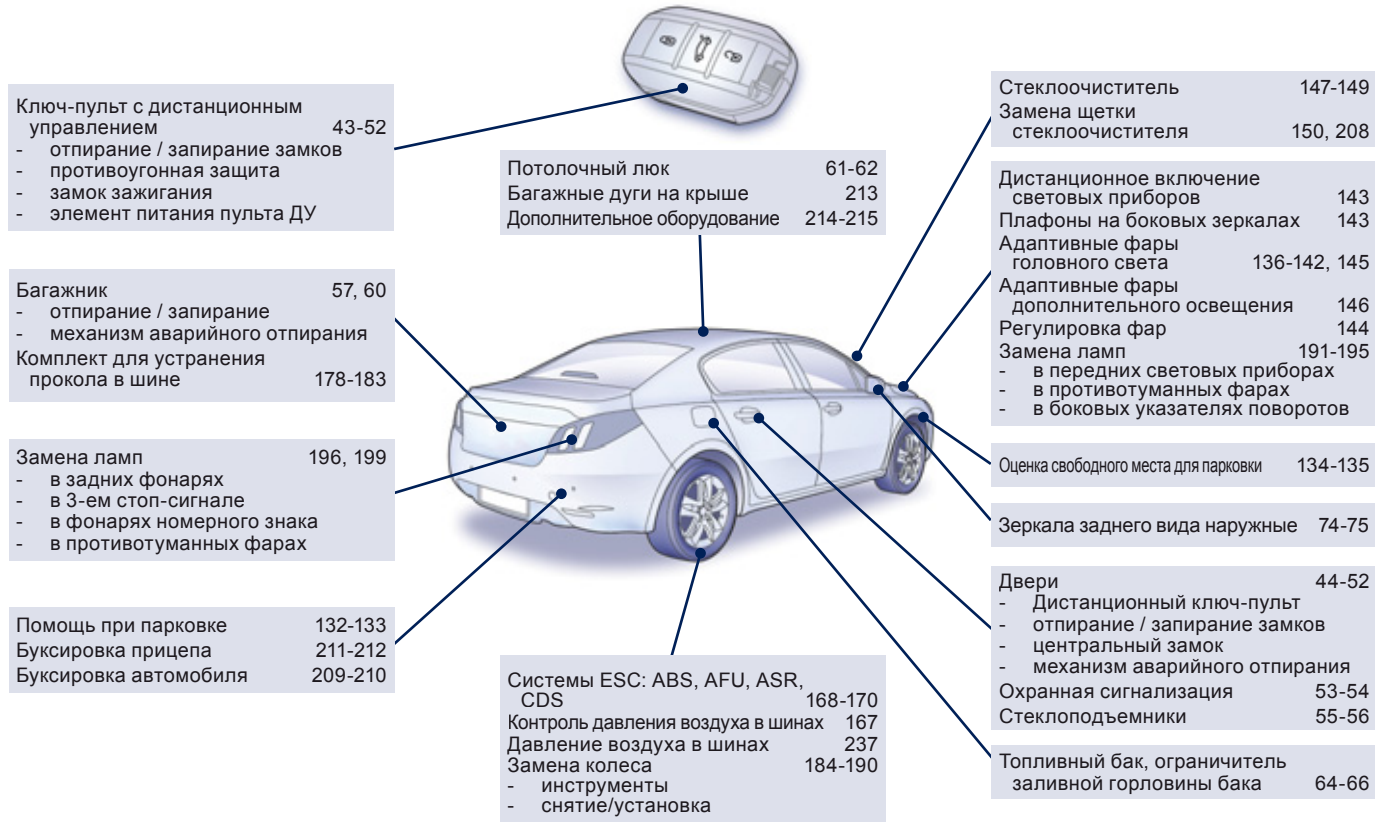 Ключ-пульт с дистанционным
управлением 43-52
- отпирание / запирание замков
- противоугонная защита
- замок зажигания
- элемент питания пульта ДУ
Багажник 57, 60
- отпирание / запирание
- механизм аварийного отпирания
Комплект для устранения
прокола в шине 178-183
Замена ламп 196, 199
- в задних фонарях
- в 3-ем стоп-сигнале
- в фонарях номерного знака
- в противотуманных фарах
Помощь при парковке 132-133
Буксировка прицепа 211-212
Буксировка автомобиля 209-210
Потолочный люк 61-62
Багажные дуги на крыше 213
Дополнительное оборудование 214-215
Системы ESC: ABS, AFU, ASR,
CDS 168-170
Контроль давления воздуха в шинах 167
Давление воздуха в шинах 237
Замена колеса 184-190
- инструменты
- снятие/установка
Стеклоочиститель 147-149
Замена щетки
стеклоочистителя 150, 208
Дистанционное включение
световых приборов 143
Плафоны на боковых зеркалах 143
Адаптивные фары
головного света 136-142, 145
Адаптивные фары
дополнительного освещения 146
Регулировка фар 144
Замена ламп 191-195
- в передних световых приборах
- в противотуманных фарах
- в боковых указателях поворотов
Оценка свободного места для парковки 134-135
Зеркала заднего вида наружные 74-75
Двери 44-52
- Дистанционный ключ-пульт
- отпирание / запирание замков
- центральный замок
- механизм аварийного отпирания
Охранная сигнализация 53-54
Стеклоподъемники 55-56
Топливный бак, ограничитель
заливной горловины бака 64-66